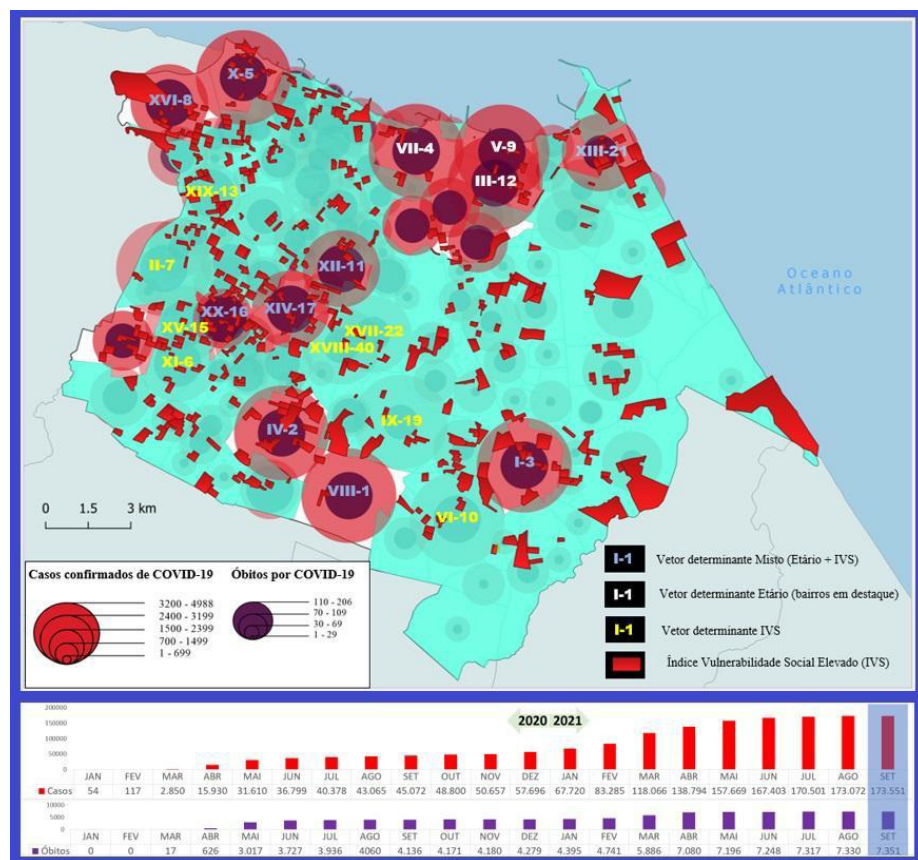 X-5
XVI-8
VII-4
V-9
XIII-21
III-12
XIX-13
II-7
XII-11
Oceano
Atlântico
XX-16
XIV-17
XV-15
XVII-22
XVIII-40
XI-6
IX-19
IV-2
I-3
VIII-1
VI-10
0 1.5 3 km
Casos confirmados de COVID-19
3200 - 4988
2400 - 3199
1500 - 2399
700 - 1499
1 - 699
Óbitos por COVID-19
110 - 206
70 - 109
30 - 69
1 - 29
I-1 Vetor determinante Misto (Etário + IVS)
I-1 Vetor determinante Etário (bairros em destaque)
I-1 Vetor determinante IVS
Índice Vulnerabilidade Social Elevado (IVS)
2020 2021
200000
150000
100000
50000
0
JAN FEV MAR ABR MAI JUN JUL AGO SET OUT NOV DEZ JAN FEV MAR ABR MAI JUN JUL AGO SET
Casos 54 117 2.850 15.930 31.610 36.799 40.378 43.065 45.072 48.800 50.657 57.696 67.720 83.285 118.066 138.794 157.669 167.403 170.501 173.072 173.551
10000
5000
0
JAN FEV MAR ABR MAI JUN JUL AGO SET OUT NOV DEZ JAN FEV MAR ABR MAI JUN JUL AGO SET
Óbitos 0 0 17 626 3.017 3.727 3.936 4060 4.136 4.171 4.180 4.279 4.395 4.741 5.886 7.080 7.196 7.248 7.317 7.330 7.351